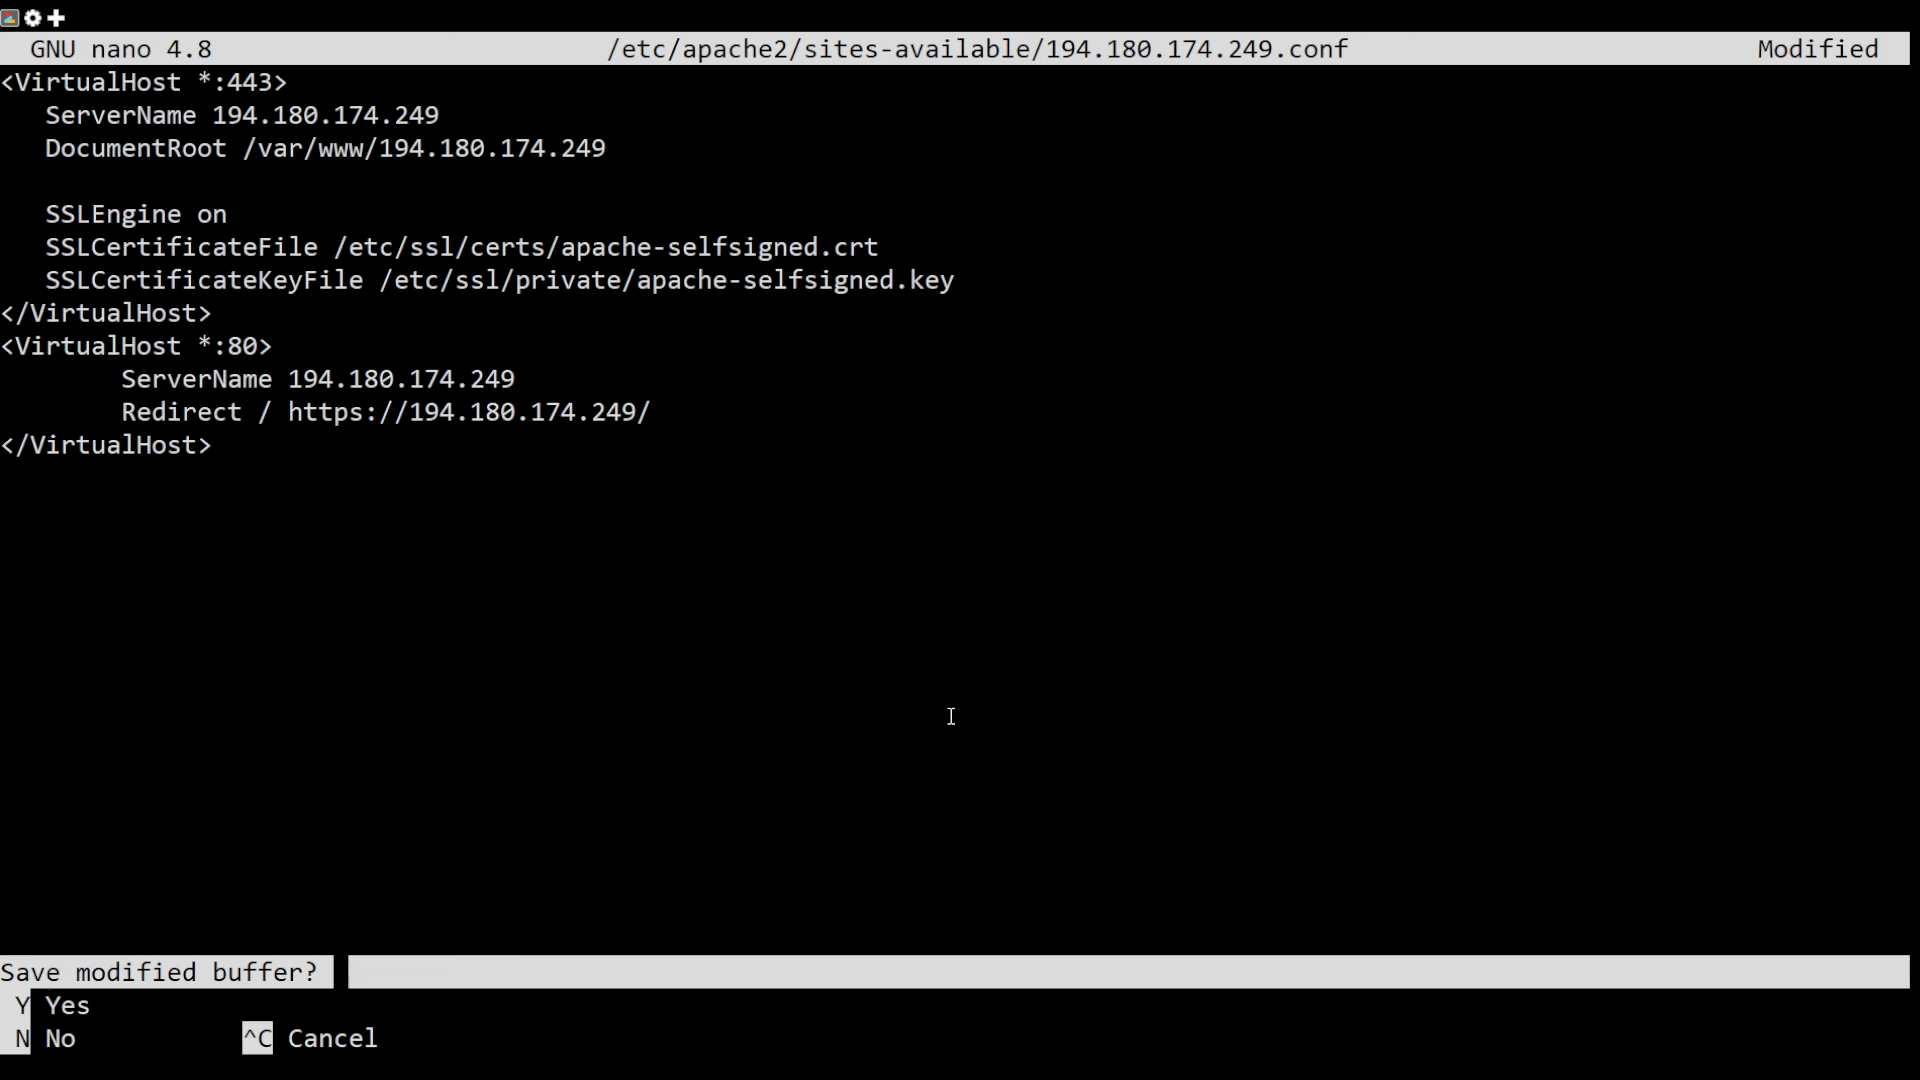 GNU nano 4.8 /etc/apache2/sites-available/194.180.174.249.conf Modified
<VirtualHost *:443>
ServerName 194.180.174.249
DocumentRoot /var/www/194.180.174.249
SSLEngine on
SSLCertificateFile /etc/ssl/certs/apache-selfsigned.crt
SSLCertificateKeyFile /etc/ssl/private/apache-selfsigned.key
</VirtualHost>
<VirtualHost *:80>
ServerName 194.180.174.249
Redirect / https://194.180.174.249/
</VirtualHost>
Save modified buffer?
Y Yes
N No ^C Cancel